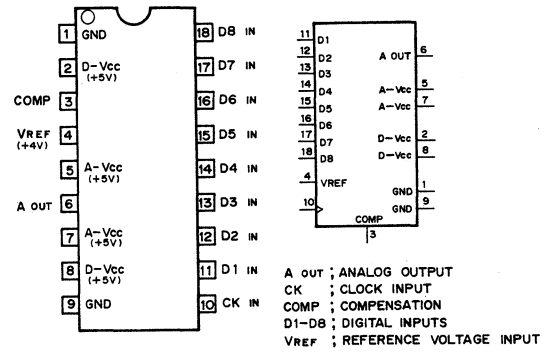 1 GND
2 D-Vcc
(+5V)
COMP 3
VREF 4
(+4V)
5 A-Vcc
(+5V)
A OUT 6
7 A-Vcc
(+5V)
8 D-Vcc
(+5V)
9 GND
18 D8 IN
17 D7 IN
16 D6 IN
15 D5 IN
14 D4 IN
13 D3 IN
12 D2 IN
11 D1 IN
10 CK IN
11 D1
12 D2
13 D3
14 D4
15 D5
16 D6
17 D7
18 D8
4 VREF
10
A OUT 6
A-Vcc 5
A-Vcc 7
D-Vcc 2
D-Vcc 8
GND 1
GND 9
COMP
3
A OUT ; ANALOG OUTPUT
CK ; CLOCK INPUT
COMP ; COMPENSATION
D1-D8 ; DIGITAL INPUTS
VREF ; REFERENCE VOLTAGE INPUT